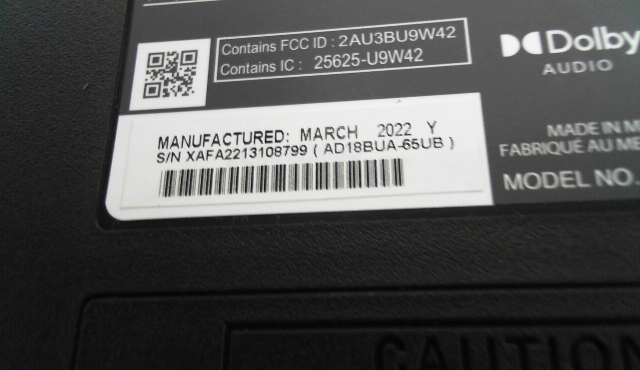 Contains FCC ID : 2AU3BU9W42
Contains IC : 25625-U9W42
Dolby
AUDIO
MANUFACTURED: MARCH 2022 Y
S/N XAFA2213108799 ( AD18BUA-65UB )
MADE IN
FABRIQUÉ AU
MODEL NO.
CAUTION